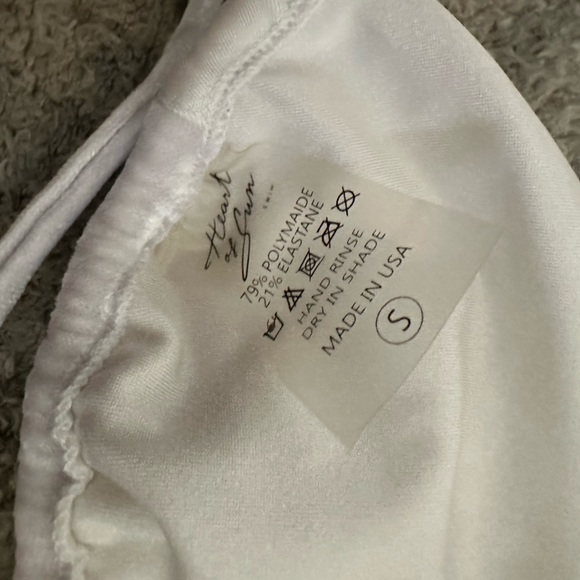 Heart
of
Sun
SWIM
79% POLYMAIDE
21% ELASTANE
HAND RINSE
DRY IN SHADE
MADE IN USA
S